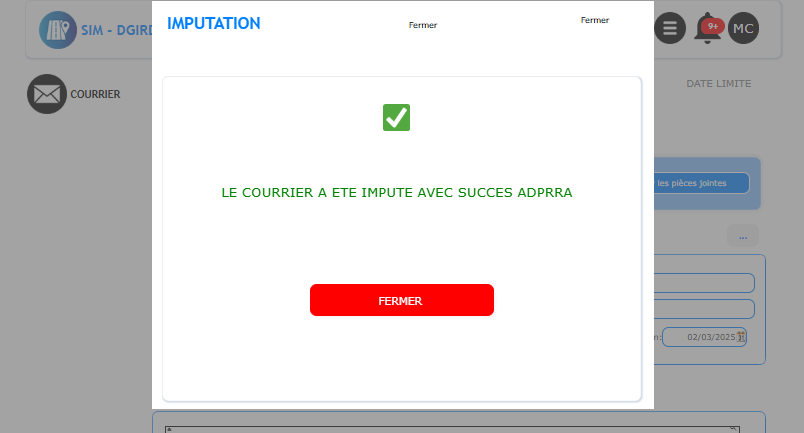 SIM - DGIRD
IMPUTATION
Fermer
Fermer
9+
MC
COURRIER
DATE LIMITE
les pièces jointes
LE COURRIER A ETE IMPUTE AVEC SUCCES ADPRRA
...
FERMER
02/03/2025